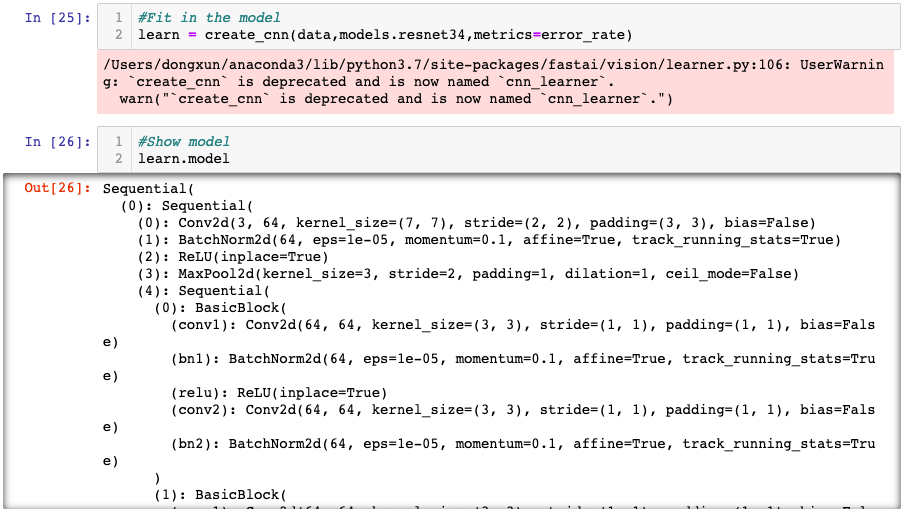 In [25]: 1 #Fit in the model
2 learn = create_cnn(data,models.resnet34,metrics=error_rate)
/Users/dongxun/anaconda3/lib/python3.7/site-packages/fastai/vision/learner.py:106: UserWarnin
g: `create_cnn` is deprecated and is now named `cnn_learner`.
warn("`create_cnn` is deprecated and is now named `cnn_learner`.")
In [26]: 1 #Show model
2 learn.model
Out[26]: Sequential(
(0): Sequential(
(0): Conv2d(3, 64, kernel_size=(7, 7), stride=(2, 2), padding=(3, 3), bias=False)
(1): BatchNorm2d(64, eps=1e-05, momentum=0.1, affine=True, track_running_stats=True)
(2): ReLU(inplace=True)
(3): MaxPool2d(kernel_size=3, stride=2, padding=1, dilation=1, ceil_mode=False)
(4): Sequential(
(0): BasicBlock(
(conv1): Conv2d(64, 64, kernel_size=(3, 3), stride=(1, 1), padding=(1, 1), bias=Fals
e)
(bn1): BatchNorm2d(64, eps=1e-05, momentum=0.1, affine=True, track_running_stats=Tru
e)
(relu): ReLU(inplace=True)
(conv2): Conv2d(64, 64, kernel_size=(3, 3), stride=(1, 1), padding=(1, 1), bias=Fals
e)
(bn2): BatchNorm2d(64, eps=1e-05, momentum=0.1, affine=True, track_running_stats=Tru
e)
)
(1): BasicBlock(